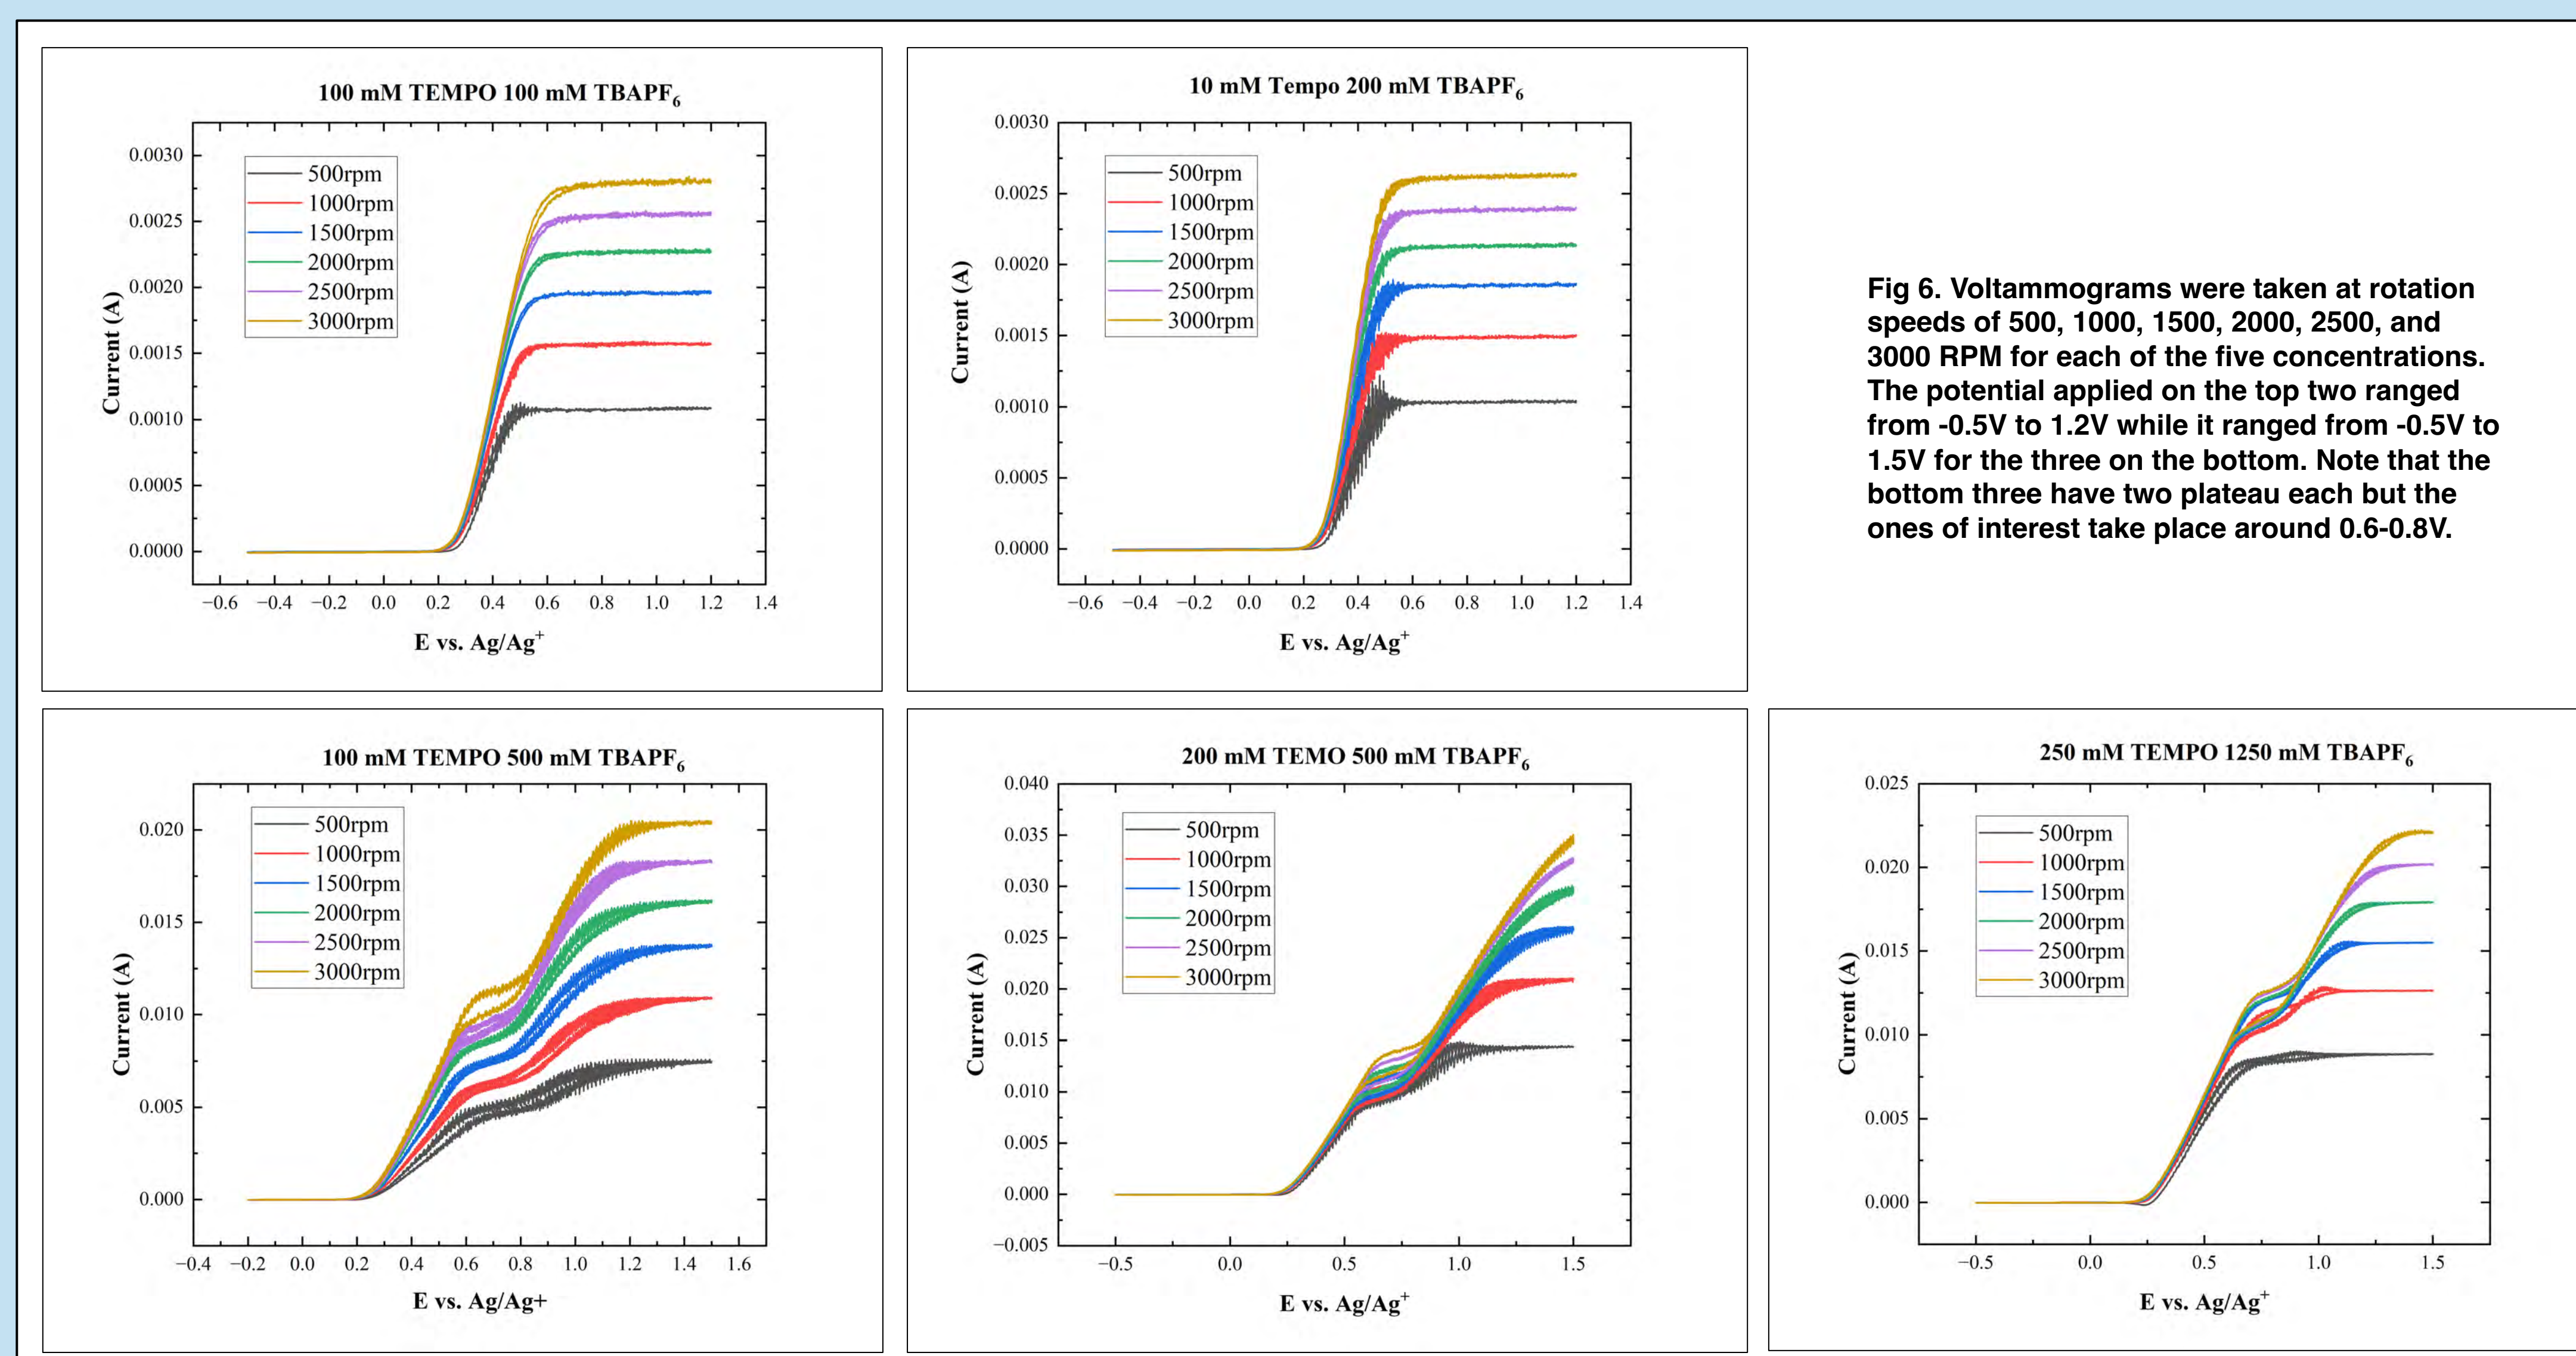 100 mM TEMPO 100 mM TBAPF₆
0.0030
0.0025
0.0020
0.0015
0.0010
0.0005
0.0000
Current (A)
500rpm
1000rpm
1500rpm
2000rpm
2500rpm
3000rpm
−0.6 −0.4 −0.2 0.0 0.2 0.4 0.6 0.8 1.0 1.2 1.4
E vs. Ag/Ag⁺
10 mM Tempo 200 mM TBAPF₆
0.0030
0.0025
0.0020
0.0015
0.0010
0.0005
0.0000
Current (A)
500rpm
1000rpm
1500rpm
2000rpm
2500rpm
3000rpm
−0.6 −0.4 −0.2 0.0 0.2 0.4 0.6 0.8 1.0 1.2 1.4
E vs. Ag/Ag⁺
Fig 6. Voltammograms were taken at rotation
speeds of 500, 1000, 1500, 2000, 2500, and
3000 RPM for each of the five concentrations.
The potential applied on the top two ranged
from -0.5V to 1.2V while it ranged from -0.5V to
1.5V for the three on the bottom. Note that the
bottom three have two plateau each but the
ones of interest take place around 0.6-0.8V.
100 mM TEMPO 500 mM TBAPF₆
0.020
0.015
0.010
0.005
0.000
Current (A)
500rpm
1000rpm
1500rpm
2000rpm
2500rpm
3000rpm
−0.4 −0.2 0.0 0.2 0.4 0.6 0.8 1.0 1.2 1.4 1.6
E vs. Ag/Ag+
200 mM TEMO 500 mM TBAPF₆
0.040
0.035
0.030
0.025
0.020
0.015
0.010
0.005
0.000
−0.005
Current (A)
500rpm
1000rpm
1500rpm
2000rpm
2500rpm
3000rpm
−0.5 0.0 0.5 1.0 1.5
E vs. Ag/Ag⁺
250 mM TEMPO 1250 mM TBAPF₆
0.025
0.020
0.015
0.010
0.005
0.000
Current (A)
500rpm
1000rpm
1500rpm
2000rpm
2500rpm
3000rpm
−0.5 0.0 0.5 1.0 1.5
E vs. Ag/Ag⁺